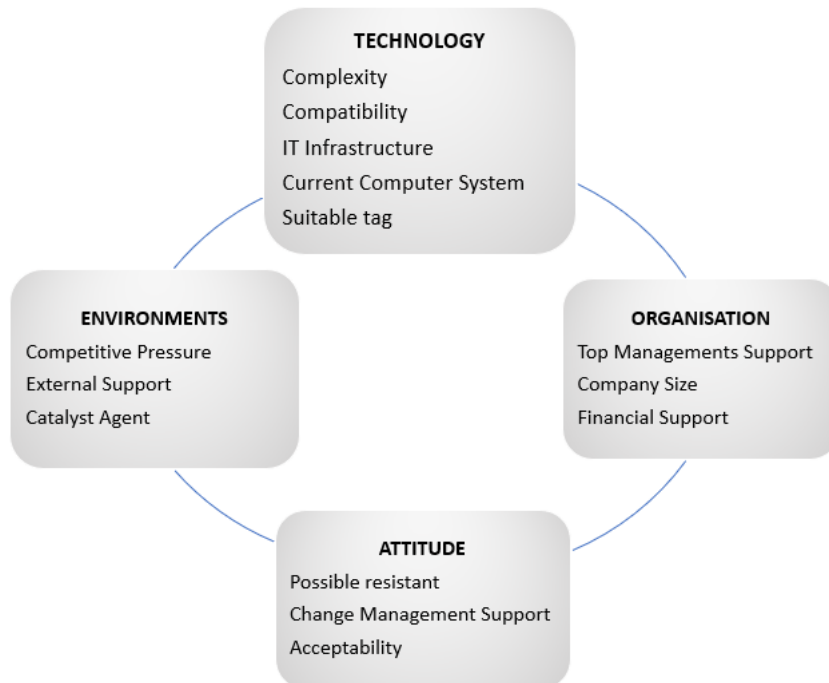 TECHNOLOGY
Complexity
Compatibility
IT Infrastructure
Current Computer System
Suitable tag
ENVIRONMENTS
Competitive Pressure
External Support
Catalyst Agent
ORGANISATION
Top Managements Support
Company Size
Financial Support
ATTITUDE
Possible resistant
Change Management Support
Acceptability